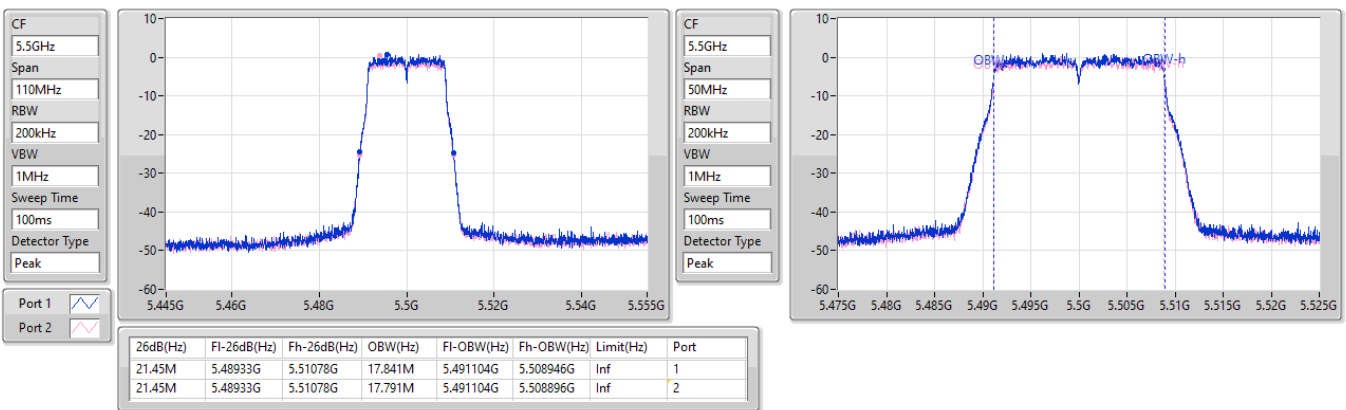 CF
5.5GHz
Span
110MHz
RBW
200kHz
VBW
1MHz
Sweep Time
100ms
Detector Type
Peak
Port 1
Port 2
10
0
-10
-20
-30
-40
-50
-60
5.445G 5.46G 5.48G 5.5G 5.52G 5.54G 5.555G
CF
5.5GHz
Span
50MHz
RBW
200kHz
VBW
1MHz
Sweep Time
100ms
Detector Type
Peak
10
0
-10
-20
-30
-40
-50
-60
OBW-h
5.475G 5.48G 5.485G 5.49G 5.495G 5.5G 5.505G 5.51G 5.515G 5.52G 5.525G
26dB(Hz) Fl-26dB(Hz) Fh-26dB(Hz) OBW(Hz) Fl-OBW(Hz) Fh-OBW(Hz) Limit(Hz) Port
21.45M 5.48933G 5.51078G 17.841M 5.491104G 5.508946G Inf 1
21.45M 5.48933G 5.51078G 17.791M 5.491104G 5.508896G Inf 2